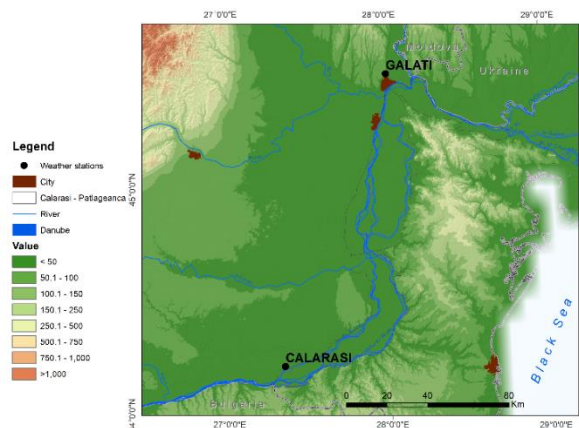 27°0'0"E
28°0'0"E
29°0'0"E
GALATI
Moldova
Ukraine
Legend
Weather stations
City
Calarasi - Patlageanca
River
Danube
Value
< 50
50.1 - 100
100.1 - 150
150.1 - 250
250.1 - 500
500.1 - 750
750.1 - 1,000
>1,000
CALARASI
Black Sea
Bulgaria
0 20 40 80
Km
27°0'0"E
28°0'0"E
29°0'0"E